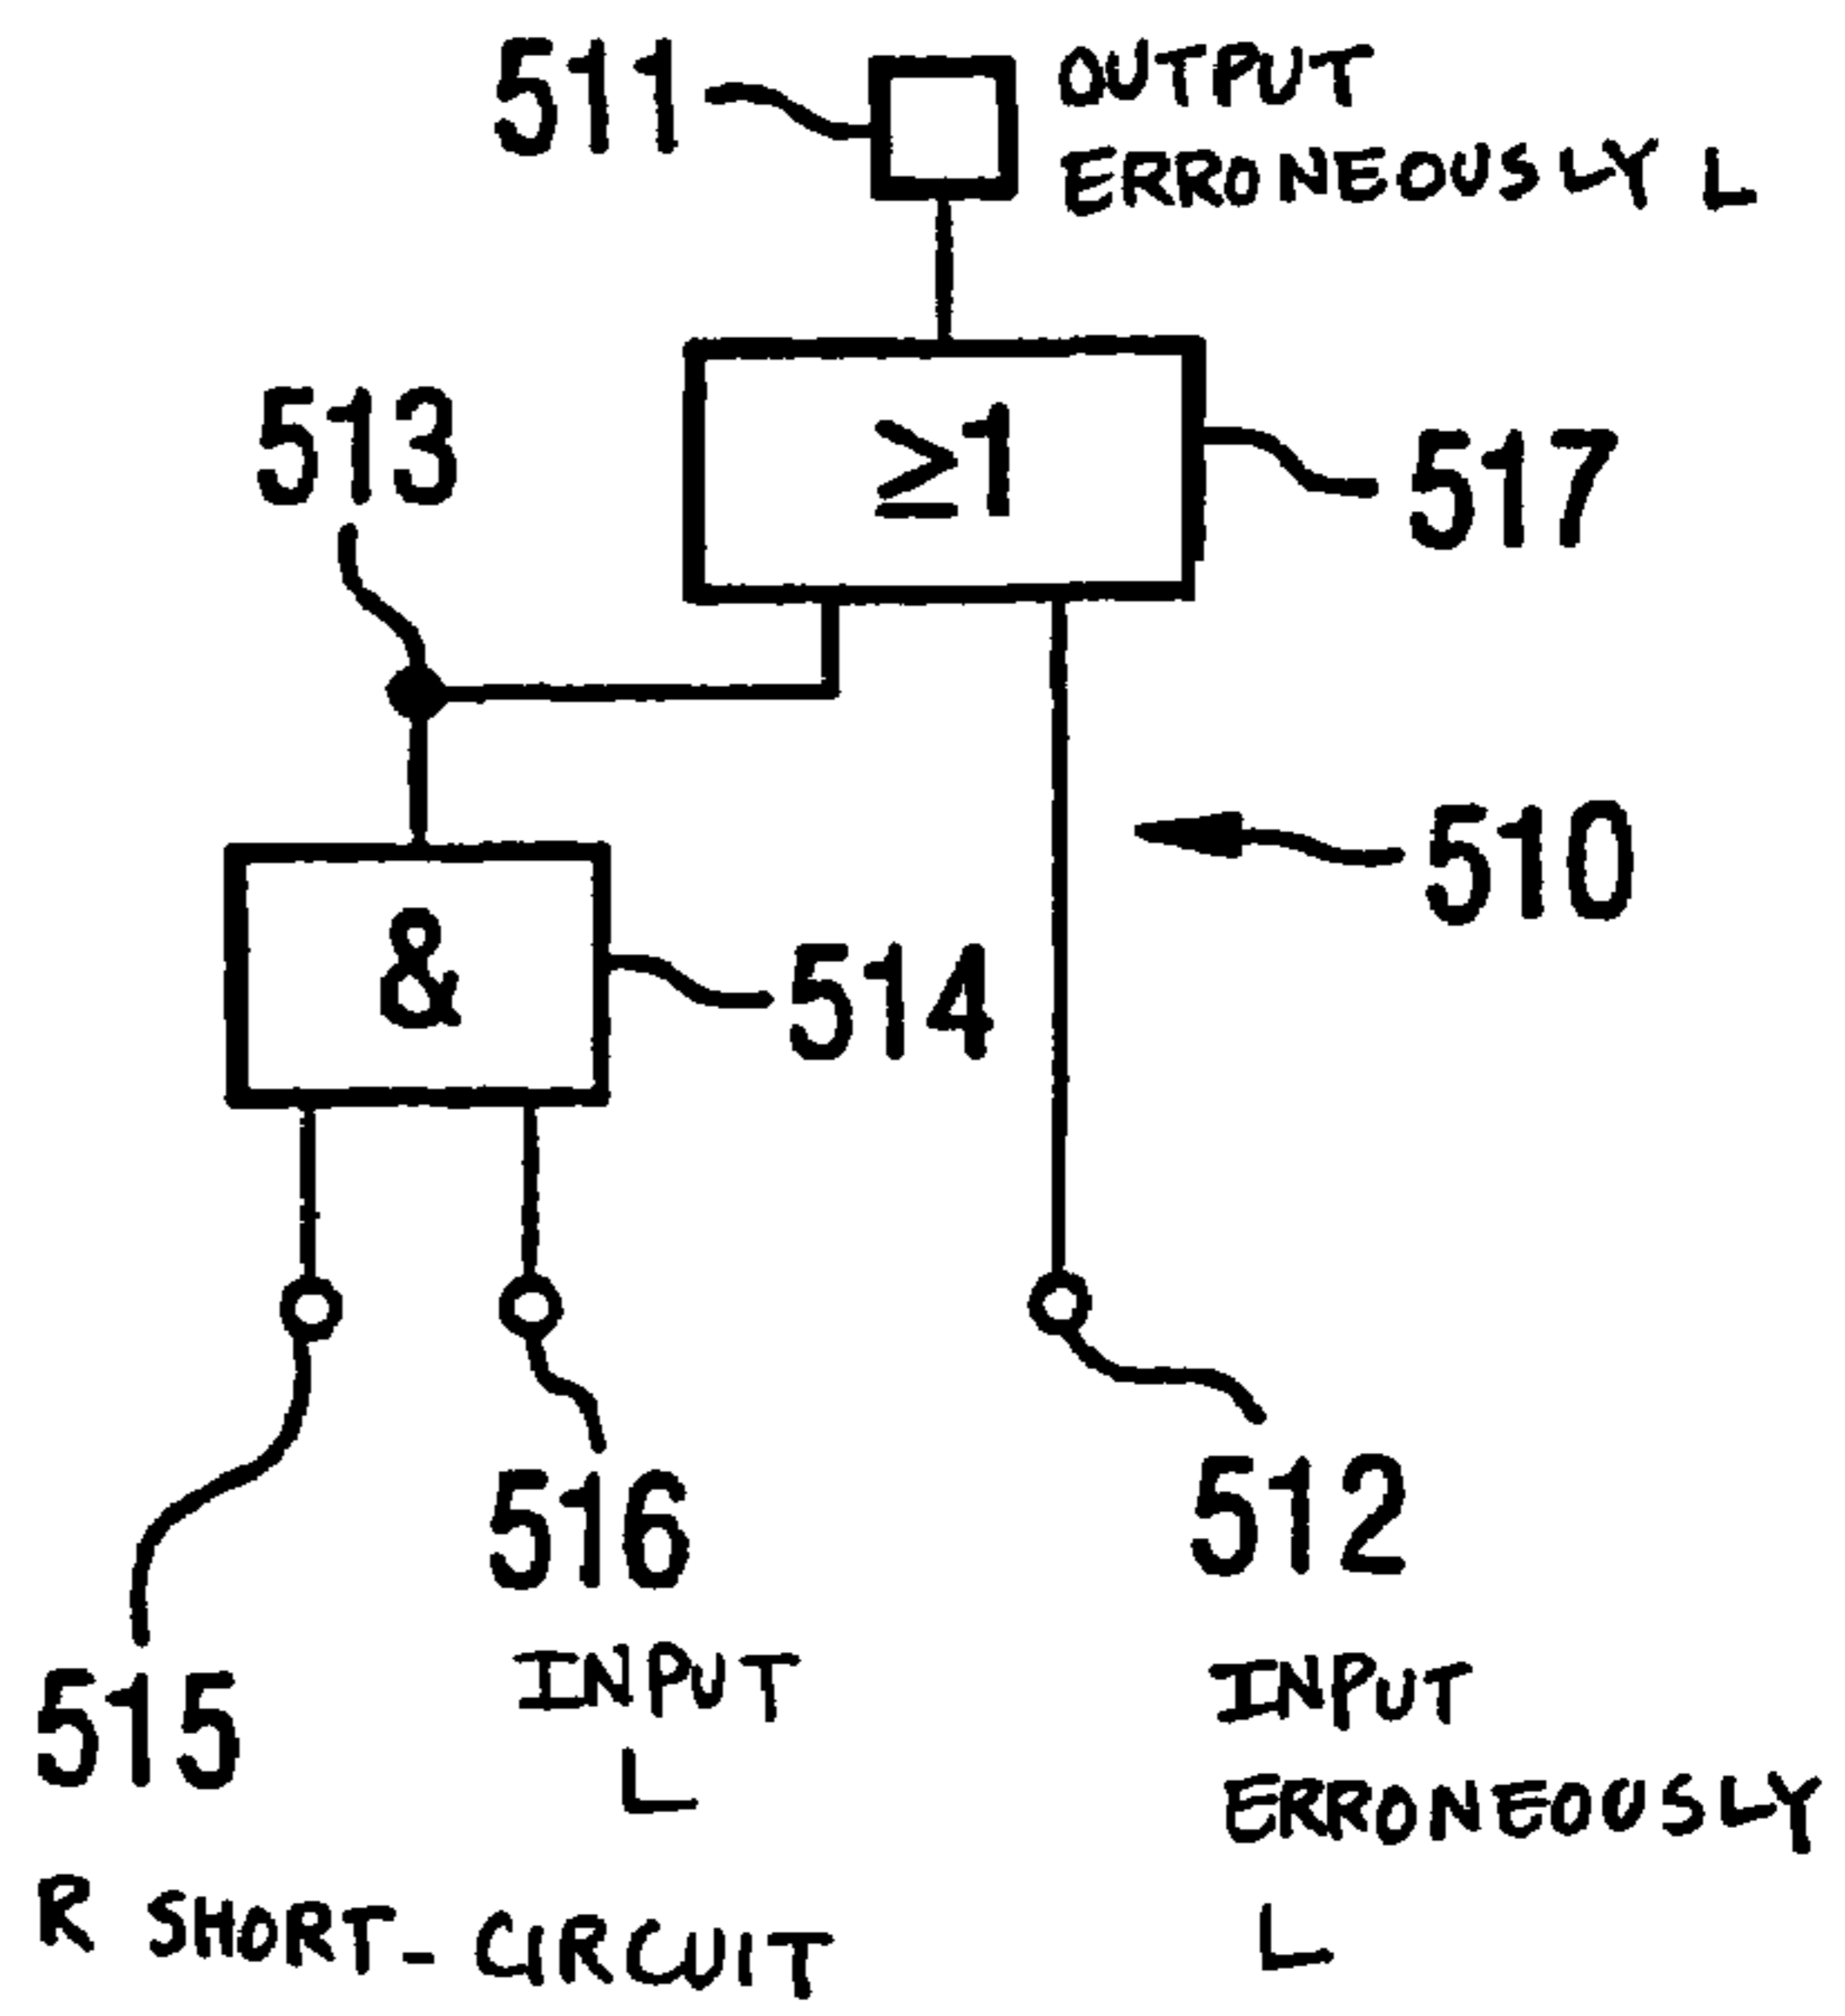 511
OUTPUT
ERRONEOUSLY L
513
≥1
517
510
&
514
516
INPUT
L
512
INPUT
ERRONEOUSLY
L
515
R SHORT-CIRCUIT